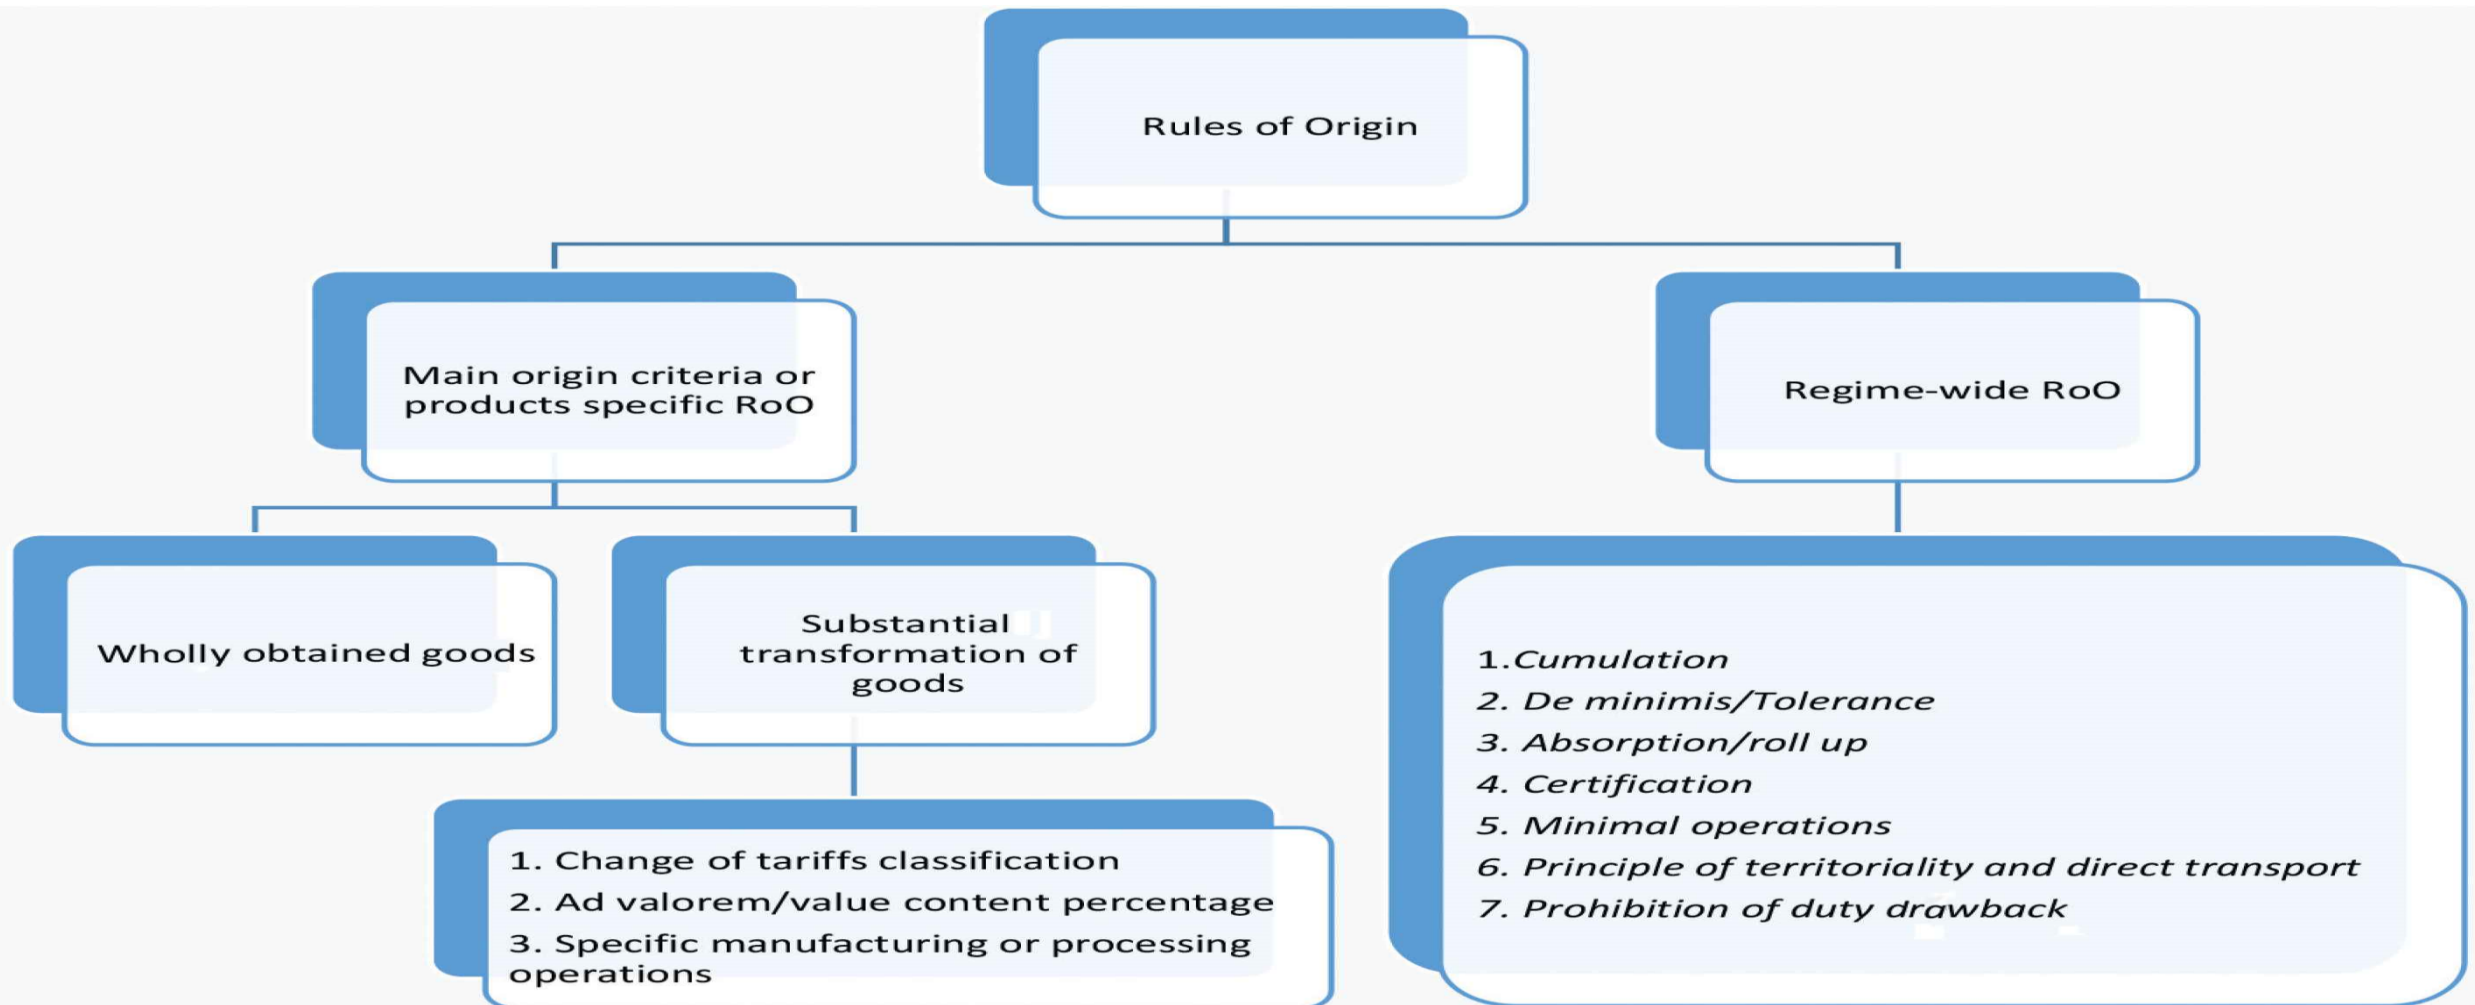 Rules of Origin
Main origin criteria or
products specific RoO
Regime-wide RoO
Wholly obtained goods
Substantial
transformation of
goods
1. Change of tariffs classification
2. Ad valorem/value content percentage
3. Specific manufacturing or processing
operations
1.Cumulation
2. De minimis/Tolerance
3. Absorption/roll up
4. Certification
5. Minimal operations
6. Principle of territoriality and direct transport
7. Prohibition of duty drawback